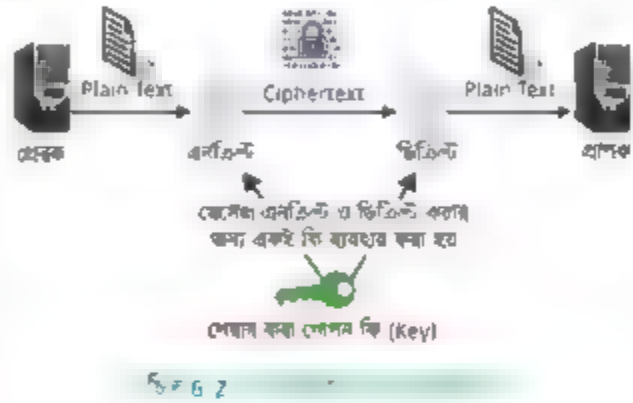 Plain Text Ciphertext Plain Text
প্রেরক এনক্রিপ্ট ডিক্রিপ্ট প্রাপক
মেসেজ এনক্রিপ্ট ও ডিক্রিপ্ট করার
জন্য একই কি ব্যবহার করা হয়
শেয়ার করা গোপন কি (Key)